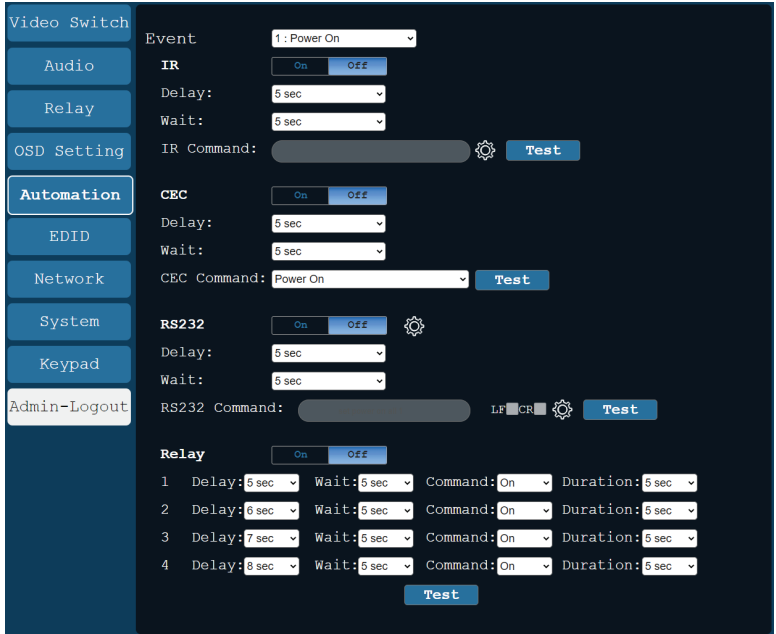 Video Switch
Audio
Relay
OSD Setting
Automation
EDID
Network
System
Keypad
Admin-Logout
Event 1 : Power On
IR On Off
Delay: 5 sec
Wait: 5 sec
IR Command: Test
CEC On Off
Delay: 5 sec
Wait: 5 sec
CEC Command: Power On Test
RS232 On Off
Delay: 5 sec
Wait: 5 sec
RS232 Command: LF CR Test
Relay On Off
1 Delay: 5 sec Wait: 5 sec Command: On Duration: 5 sec
2 Delay: 6 sec Wait: 5 sec Command: On Duration: 5 sec
3 Delay: 7 sec Wait: 5 sec Command: On Duration: 5 sec
4 Delay: 8 sec Wait: 5 sec Command: On Duration: 5 sec
Test